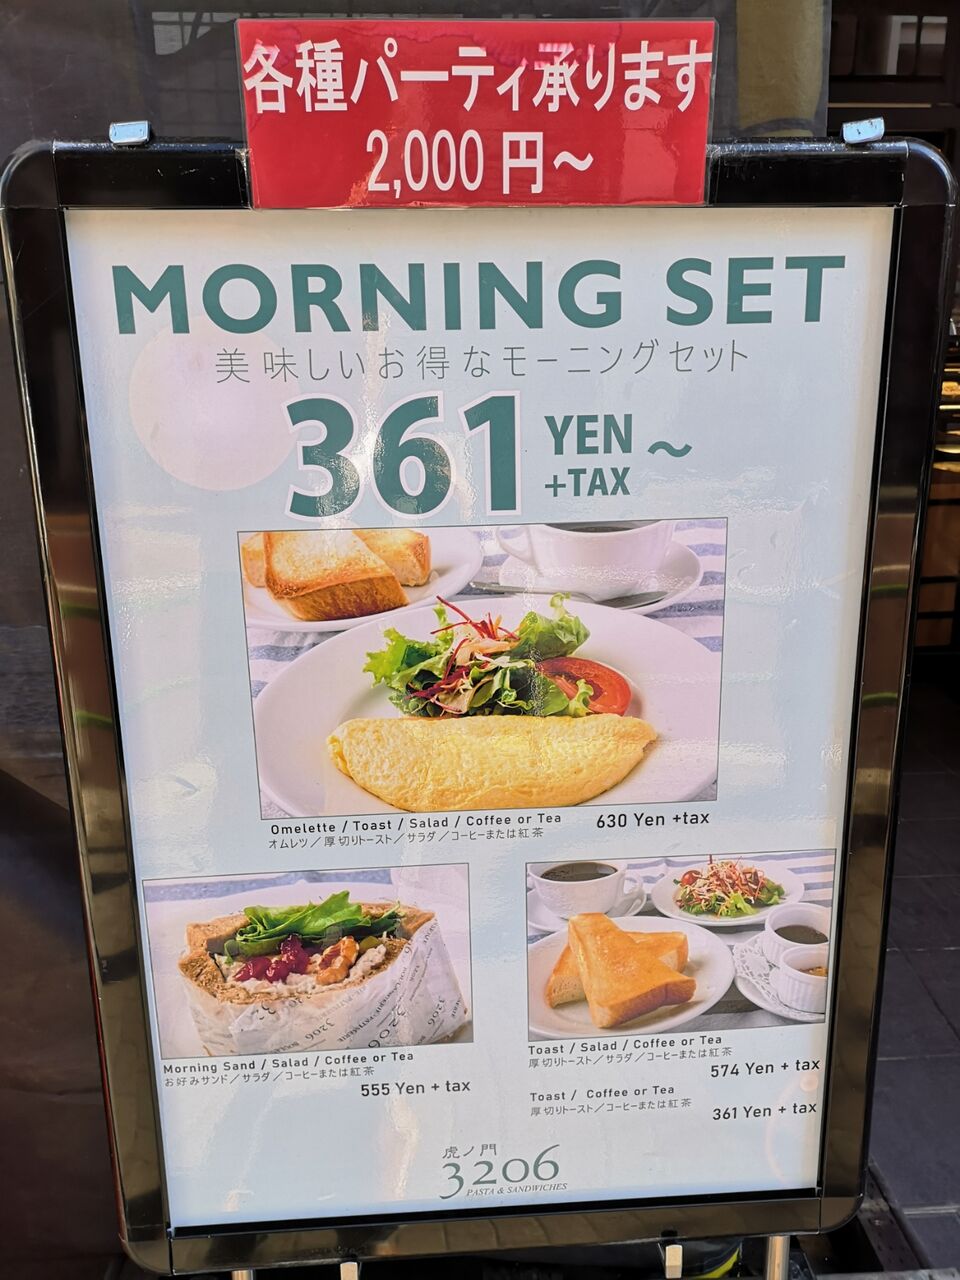 各種パーティ承ります
2,000円～
MORNING SET
美味しいお得なモーニングセット
361 YEN +TAX ～
Omelette / Toast / Salad / Coffee or Tea 630 Yen +tax
オムレツ／厚切りトースト／サラダ／コーヒーまたは紅茶
3206
Morning Sand / Salad / Coffee or Tea
お好みサンド／サラダ／コーヒーまたは紅茶
555 Yen + tax
Toast / Salad / Coffee or Tea
厚切りトースト／サラダ／コーヒーまたは紅茶
574 Yen + tax
Toast / Coffee or Tea
厚切りトースト／コーヒーまたは紅茶
361 Yen + tax
虎ノ門
3206
PASTA & SANDWICHES